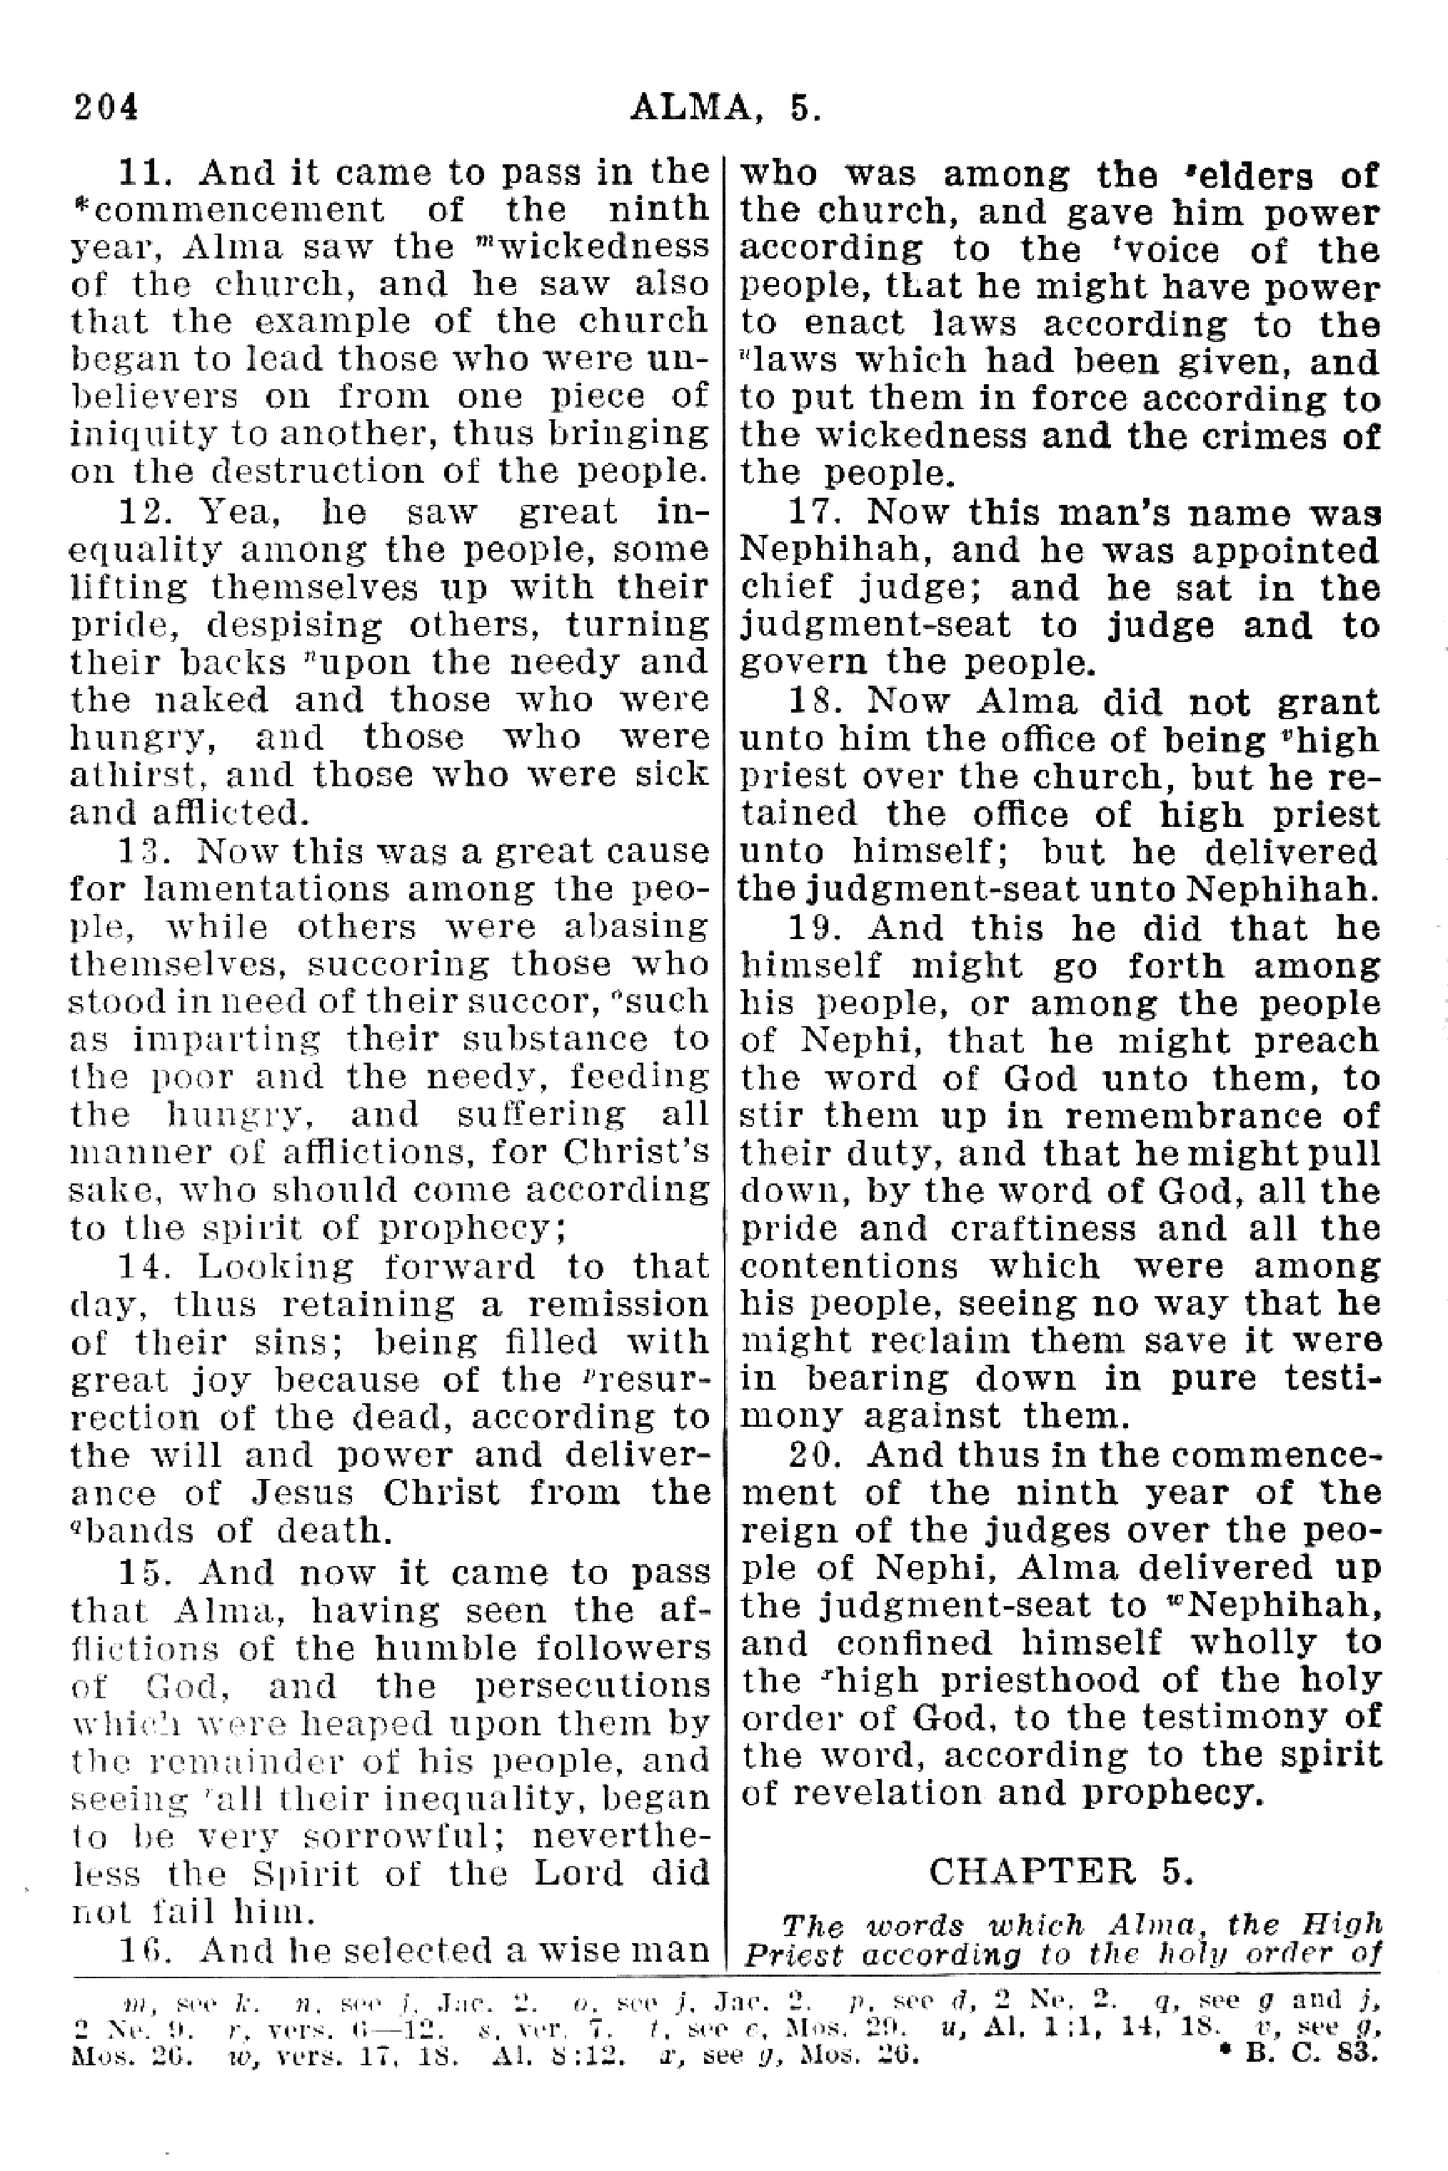 204
ALMA, 5.
11. And it came to pass in the
*commencement of the ninth
year, Alma saw the ᵐwickedness
of the church, and he saw also
that the example of the church
began to lead those who were un-
believers on from one piece of
iniquity to another, thus bringing
on the destruction of the people.
12. Yea, he saw great in-
equality among the people, some
lifting themselves up with their
pride, despising others, turning
their backs ⁿupon the needy and
the naked and those who were
hungry, and those who were
athirst, and those who were sick
and afflicted.
13. Now this was a great cause
for lamentations among the peo-
ple, while others were abasing
themselves, succoring those who
stood in need of their succor, ᵒsuch
as imparting their substance to
the poor and the needy, feeding
the hungry, and suffering all
manner of afflictions, for Christ's
sake, who should come according
to the spirit of prophecy;
14. Looking forward to that
day, thus retaining a remission
of their sins; being filled with
great joy because of the ᵖresur-
rection of the dead, according to
the will and power and deliver-
ance of Jesus Christ from the
qbands of death.
15. And now it came to pass
that Alma, having seen the af-
flictions of the humble followers
of God, and the persecutions
which were heaped upon them by
the remainder of his people, and
seeing ʳall their inequality, began
to be very sorrowful; neverthe-
less the Spirit of the Lord did
not fail him.
16. And he selected a wise man
who was among the ˢelders of
the church, and gave him power
according to the ᵗvoice of the
people, that he might have power
to enact laws according to the
ᵘlaws which had been given, and
to put them in force according to
the wickedness and the crimes of
the people.
17. Now this man's name was
Nephihah, and he was appointed
chief judge; and he sat in the
judgment-seat to judge and to
govern the people.
18. Now Alma did not grant
unto him the office of being ᵛhigh
priest over the church, but he re-
tained the office of high priest
unto himself; but he delivered
the judgment-seat unto Nephihah.
19. And this he did that he
himself might go forth among
his people, or among the people
of Nephi, that he might preach
the word of God unto them, to
stir them up in remembrance of
their duty, and that he might pull
down, by the word of God, all the
pride and craftiness and all the
contentions which were among
his people, seeing no way that he
might reclaim them save it were
in bearing down in pure testi-
mony against them.
20. And thus in the commence-
ment of the ninth year of the
reign of the judges over the peo-
ple of Nephi, Alma delivered up
the judgment-seat to ʷNephihah,
and confined himself wholly to
the ˣhigh priesthood of the holy
order of God, to the testimony of
the word, according to the spirit
of revelation and prophecy.
CHAPTER 5.
The words which Alma, the High
Priest according to the holy order of
m, see k. n, see j, Jac. 2. o, see j, Jac. 2. p, see d, 2 Ne. 2. q, see g and j,
2 Ne. 9. r, vers. 6—12. s, ver. 7. t, see c, Mos. 29. u, Al. 1:1, 14, 18. v, see g,
Mos. 26. w, vers. 17, 18. Al. 8:12. x, see g, Mos. 26. * B. C. 83.